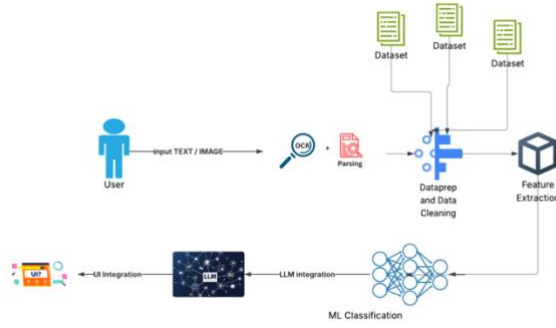 Dataset
Dataset
Dataset
input TEXT / IMAGE
OCR
+
Parsing
User
Dataprep
and Data
Cleaning
Feature
Extraction
UI?
UI Integration
LLM
LLM integration
ML Classification